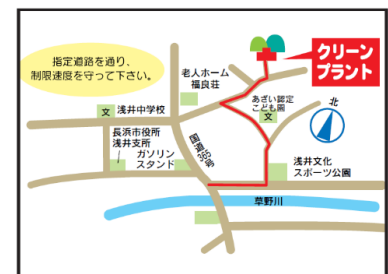 指定道路を通り、
制限速度を守って下さい。
クリーン
プラント
老人ホーム
福良荘
あざい認定
こども園
文
北
文 浅井中学校
長浜市役所
浅井支所
ガソリン
スタンド
国道365号
浅井文化
スポーツ公園
草野川